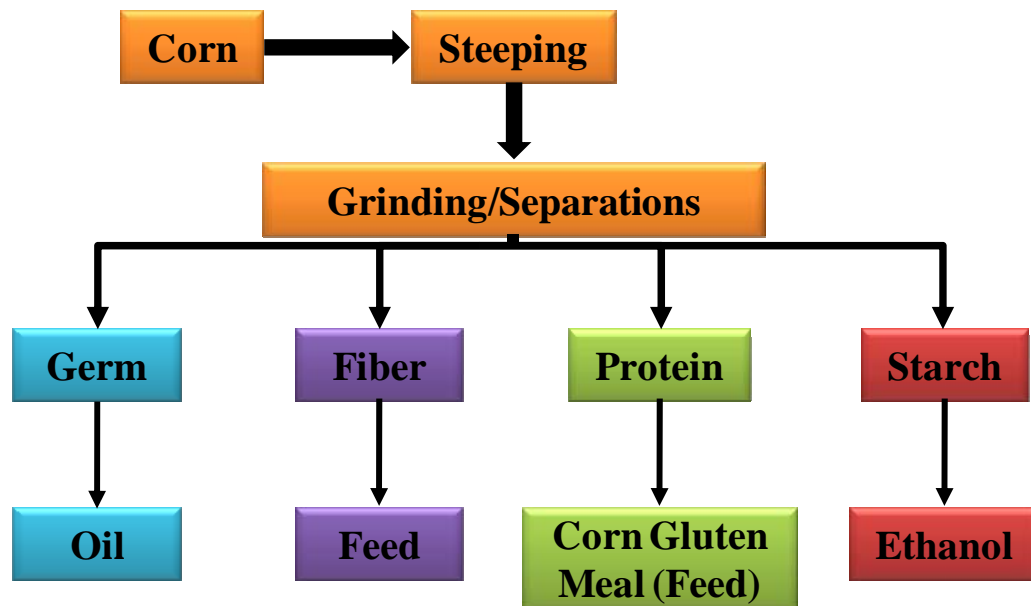 Corn
Steeping
Grinding/Separations
Germ
Fiber
Protein
Starch
Oil
Feed
Corn Gluten
Meal (Feed)
Ethanol